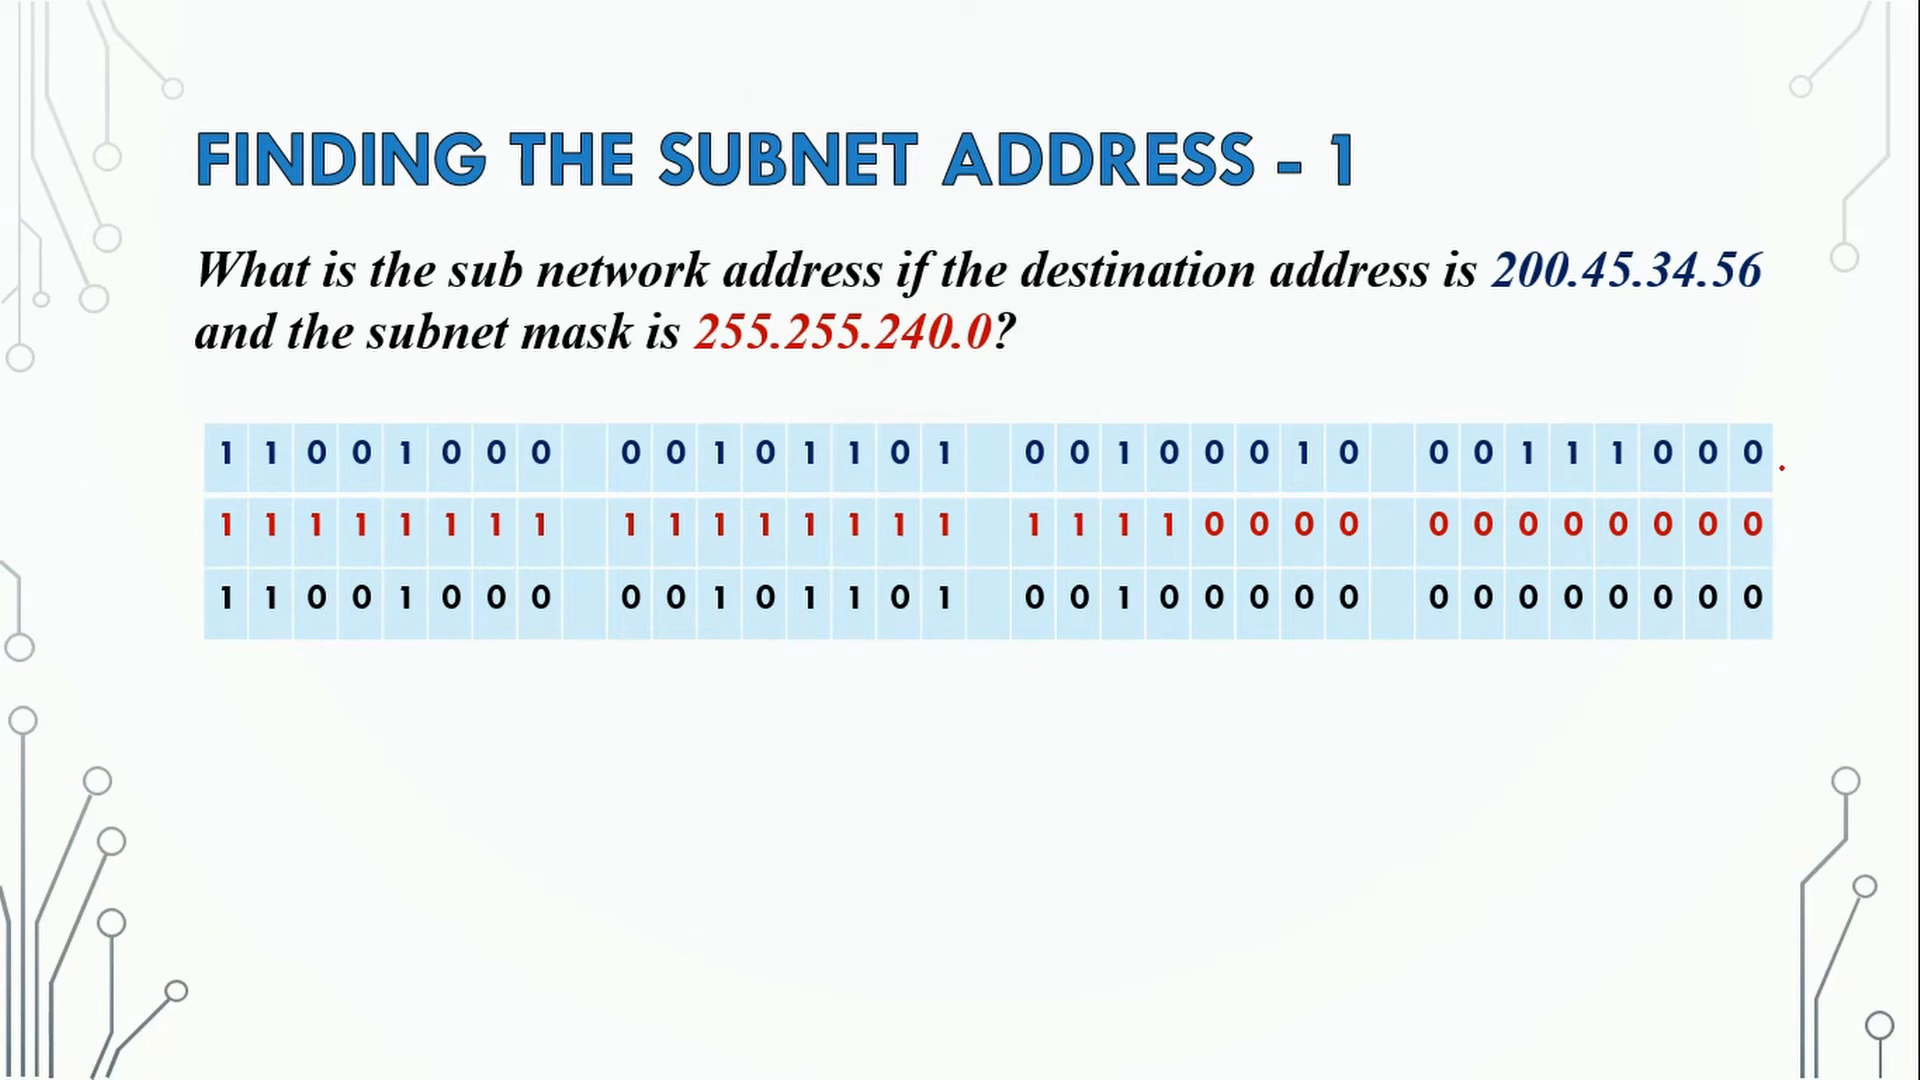 FINDING THE SUBNET ADDRESS - 1
What is the sub network address if the destination address is 200.45.34.56
and the subnet mask is 255.255.240.0?
1 1 0 0 1 0 0 0 0 0 1 0 1 1 0 1 0 0 1 0 0 0 1 0 0 0 1 1 1 0 0 0
1 1 1 1 1 1 1 1 1 1 1 1 1 1 1 1 1 1 1 1 0 0 0 0 0 0 0 0 0 0 0 0
1 1 0 0 1 0 0 0 0 0 1 0 1 1 0 1 0 0 1 0 0 0 0 0 0 0 0 0 0 0 0 0